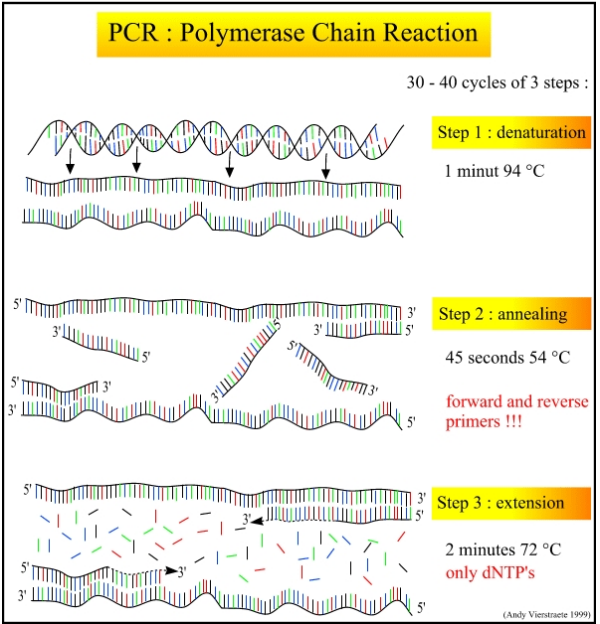 PCR : Polymerase Chain Reaction
30 - 40 cycles of 3 steps :
Step 1 : denaturation
1 minut 94 °C
Step 2 : annealing
5'
3'
3'
5'
3'
5'
5'
5'
3'
3'
5'
3'
3'
5'
45 seconds 54 °C
forward and reverse
primers !!!
Step 3 : extension
5'
3'
3'
5'
5'
3'
3'
5'
2 minutes 72 °C
only dNTP's
(Andy Vierstraete 1999)